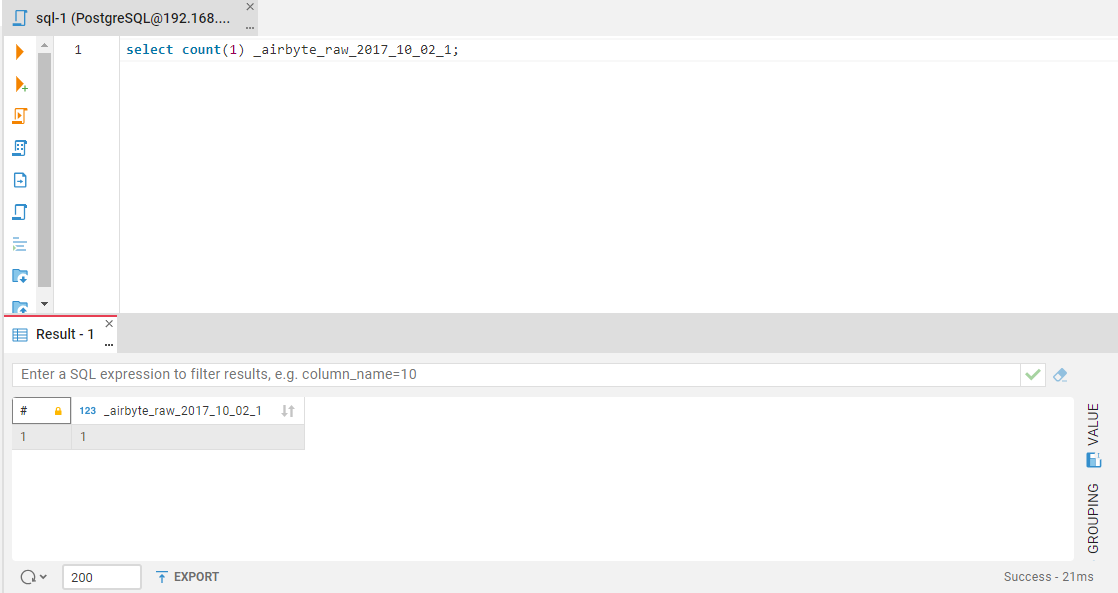 sql-1 (PostgreSQL@192.168....
1 select count(1) _airbyte_raw_2017_10_02_1;
Result - 1
Enter a SQL expression to filter results, e.g. column_name=10
# 123 _airbyte_raw_2017_10_02_1
1 1
VALUE
GROUPING
200 EXPORT Success - 21ms